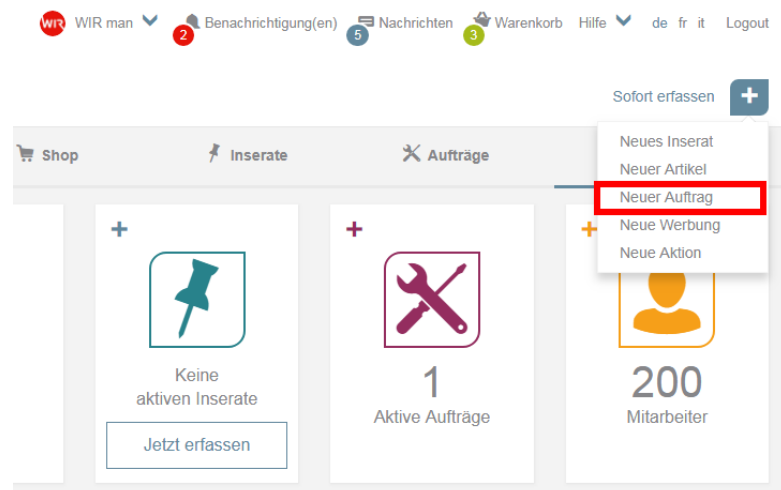 WIR WIR man 2 Benachrichtigung(en) 5 Nachrichten 3 Warenkorb Hilfe de fr it Logout
Sofort erfassen +
Neues Inserat
Neuer Artikel
Neuer Auftrag
Neue Werbung
Neue Aktion
Shop Inserate Aufträge
Keine
aktiven Inserate
Jetzt erfassen
1
Aktive Aufträge
200
Mitarbeiter